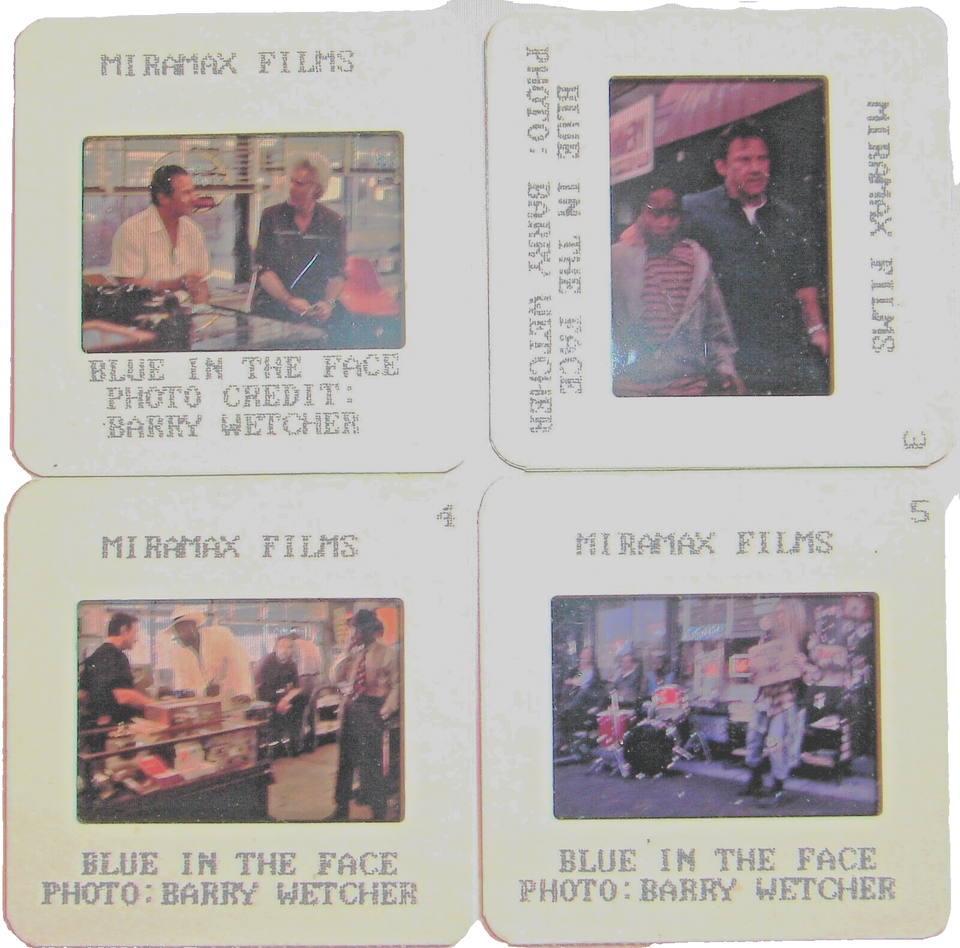 MIRAMAX FILMS
BLUE IN THE FACE
PHOTO CREDIT:
BARRY WETCHER
MIRAMAX FILMS
BLUE IN THE FACE
PHOTO: BARRY WETCHER
3
4
MIRAMAX FILMS
BLUE IN THE FACE
PHOTO:BARRY WETCHER
5
MIRAMAX FILMS
BLUE IN THE FACE
PHOTO:BARRY WETCHER